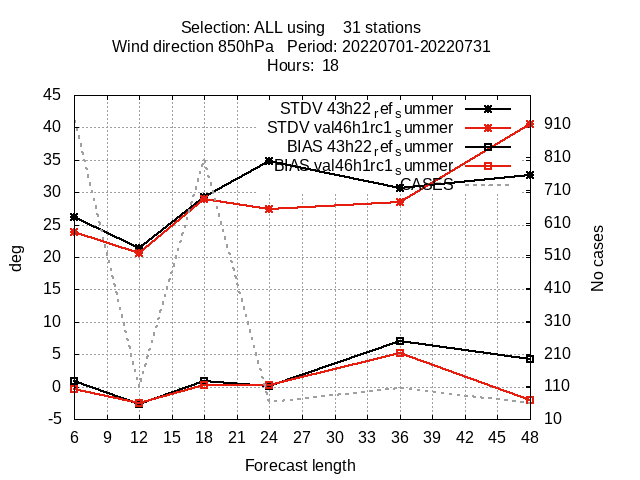 Selection: ALL using    31 stations
Wind direction 850hPa   Period: 20220701-20220731
Hours:  18
STDV 43h22_ref_summer
STDV val46h1rc1_summer
BIAS 43h22_ref_summer
BIAS val46h1rc1_summer
CASES
45
40
35
30
25
20
15
10
5
0
-5
910
810
710
610
510
410
310
210
110
10
deg
No cases
6 9 12 15 18 21 24 27 30 33 36 39 42 45 48
Forecast length